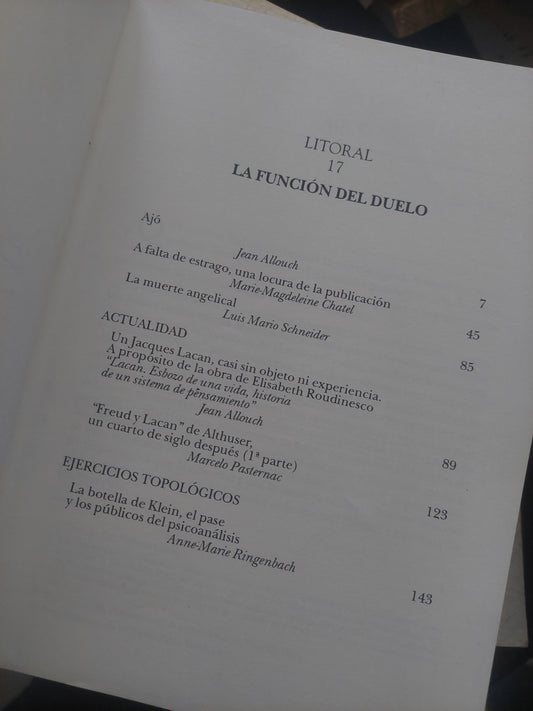 LITORAL
17
LA FUNCIÓN DEL DUELO
Ajó
Jean Allouch 7
A falta de estrago, una locura de la publicación
Marie-Magdeleine Chatel 45
La muerte angelical
Luis Mario Schneider 85
ACTUALIDAD
Un Jacques Lacan, casi sin objeto ni experiencia.
A propósito de la obra de Elisabeth Roudinesco
"Lacan. Esbozo de una vida, historia
de un sistema de pensamiento"
Jean Allouch 89
"Freud y Lacan" de Althuser,
un cuarto de siglo después (1ª parte)
Marcelo Pasternac 123
EJERCICIOS TOPOLÓGICOS
La botella de Klein, el pase
y los públicos del psicoanálisis
Anne-Marie Ringenbach 143